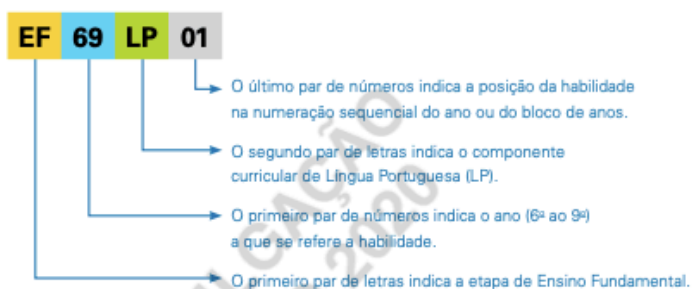 EF 69 LP 01
O último par de números indica a posição da habilidade
na numeração sequencial do ano ou do bloco de anos.
O segundo par de letras indica o componente
curricular de Língua Portuguesa (LP).
O primeiro par de números indica o ano (6º ao 9º)
a que se refere a habilidade.
O primeiro par de letras indica a etapa de Ensino Fundamental.
GAÇÃO
2020